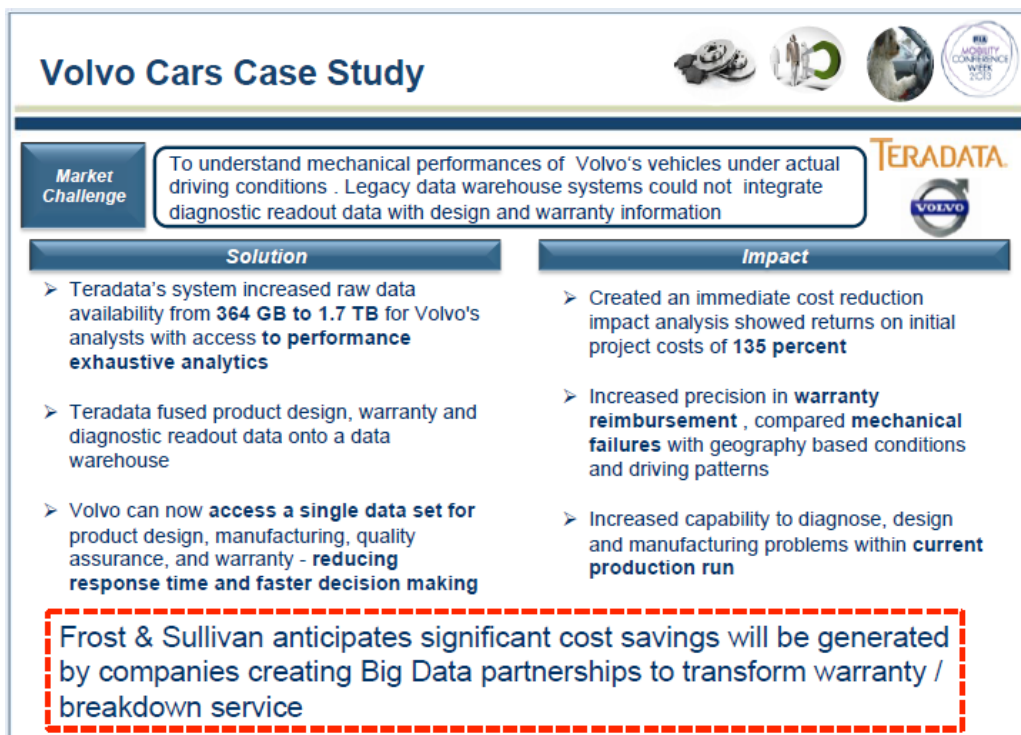 Volvo Cars Case Study
FIA
MOBILITY
CONFERENCE
WEEK
2013
Market
Challenge
To understand mechanical performances of  Volvo's vehicles under actual
driving conditions . Legacy data warehouse systems could not  integrate
diagnostic readout data with design and warranty information
TERADATA.
VOLVO
Solution
➢ Teradata's system increased raw data
availability from 364 GB to 1.7 TB for Volvo's
analysts with access to performance
exhaustive analytics
➢ Teradata fused product design, warranty and
diagnostic readout data onto a data
warehouse
➢ Volvo can now access a single data set for
product design, manufacturing, quality
assurance, and warranty - reducing
response time and faster decision making
Impact
➢ Created an immediate cost reduction
impact analysis showed returns on initial
project costs of 135 percent
➢ Increased precision in warranty
reimbursement , compared mechanical
failures with geography based conditions
and driving patterns
➢ Increased capability to diagnose, design
and manufacturing problems within current
production run
Frost & Sullivan anticipates significant cost savings will be generated
by companies creating Big Data partnerships to transform warranty /
breakdown service